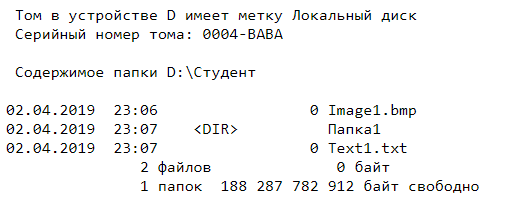 Том в устройстве D имеет метку Локальный диск
Серийный номер тома: 0004-BABA
Содержимое папки D:\Студент
02.04.2019  23:06                 0 Image1.bmp
02.04.2019  23:07    <DIR>          Папка1
02.04.2019  23:07                 0 Text1.txt
2 файлов              0 байт
1 папок  188 287 782 912 байт свободно